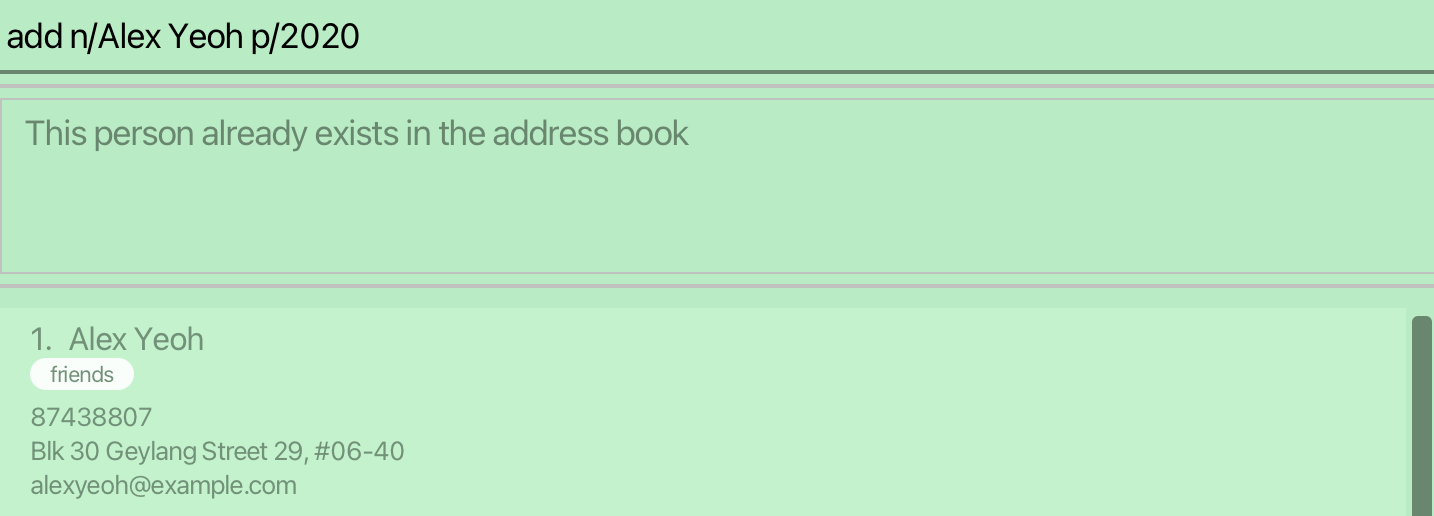 add n/Alex Yeoh p/2020
This person already exists in the address book
1. Alex Yeoh
friends
87438807
Blk 30 Geylang Street 29, #06-40
alexyeoh@example.com